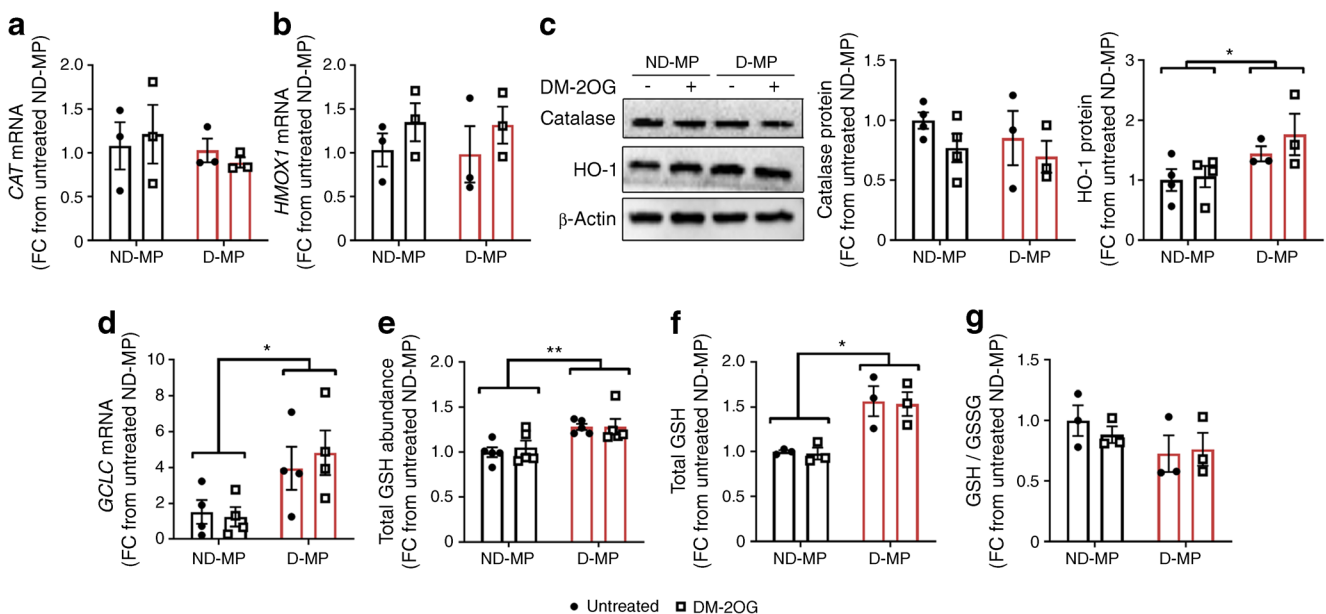 a
CAT mRNA
(FC from untreated ND-MP)
2.0
1.5
1.0
0.5
0
ND-MP
D-MP
b
HMOX1 mRNA
(FC from untreated ND-MP)
2.0
1.5
1.0
0.5
0
ND-MP
D-MP
c
ND-MP
D-MP
DM-2OG
-
+
-
+
Catalase
HO-1
β-Actin
Catalase protein
(FC from untreated ND-MP)
1.5
1.0
0.5
0
ND-MP
D-MP
HO-1 protein
(FC from untreated ND-MP)
3
2
1
0
*
ND-MP
D-MP
d
GCLC mRNA
(FC from untreated ND-MP)
10
8
6
4
2
0
*
ND-MP
D-MP
e
Total GSH abundance
(FC from untreated ND-MP)
2.0
1.5
1.0
0.5
0
**
ND-MP
D-MP
f
Total GSH
(FC from untreated ND-MP)
2.0
1.5
1.0
0.5
0
*
ND-MP
D-MP
g
GSH / GSSG
(FC from untreated ND-MP)
1.5
1.0
0.5
0
ND-MP
D-MP
Untreated
DM-2OG